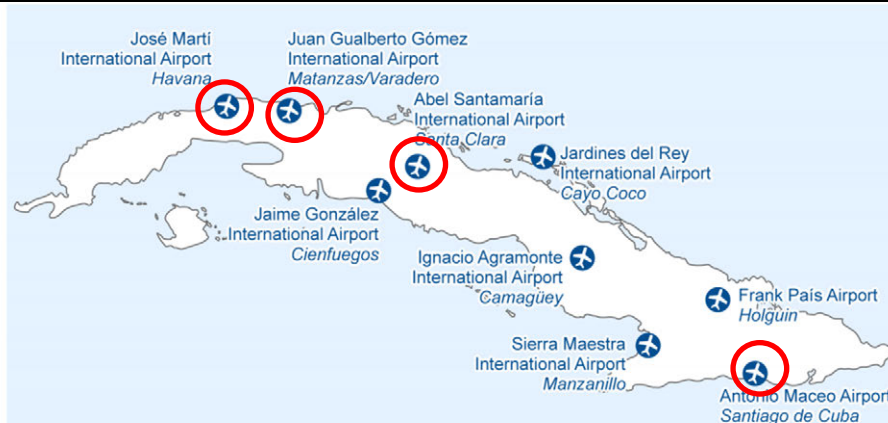 José Martí
International Airport
Havana
Juan Gualberto Gómez
International Airport
Matanzas/Varadero
Abel Santamaría
International Airport
Santa Clara
Jardines del Rey
International Airport
Cayo Coco
Jaime González
International Airport
Cienfuegos
Ignacio Agramonte
International Airport
Camagüey
Frank País Airport
Holguin
Sierra Maestra
International Airport
Manzanillo
Antonio Maceo Airport
Santiago de Cuba